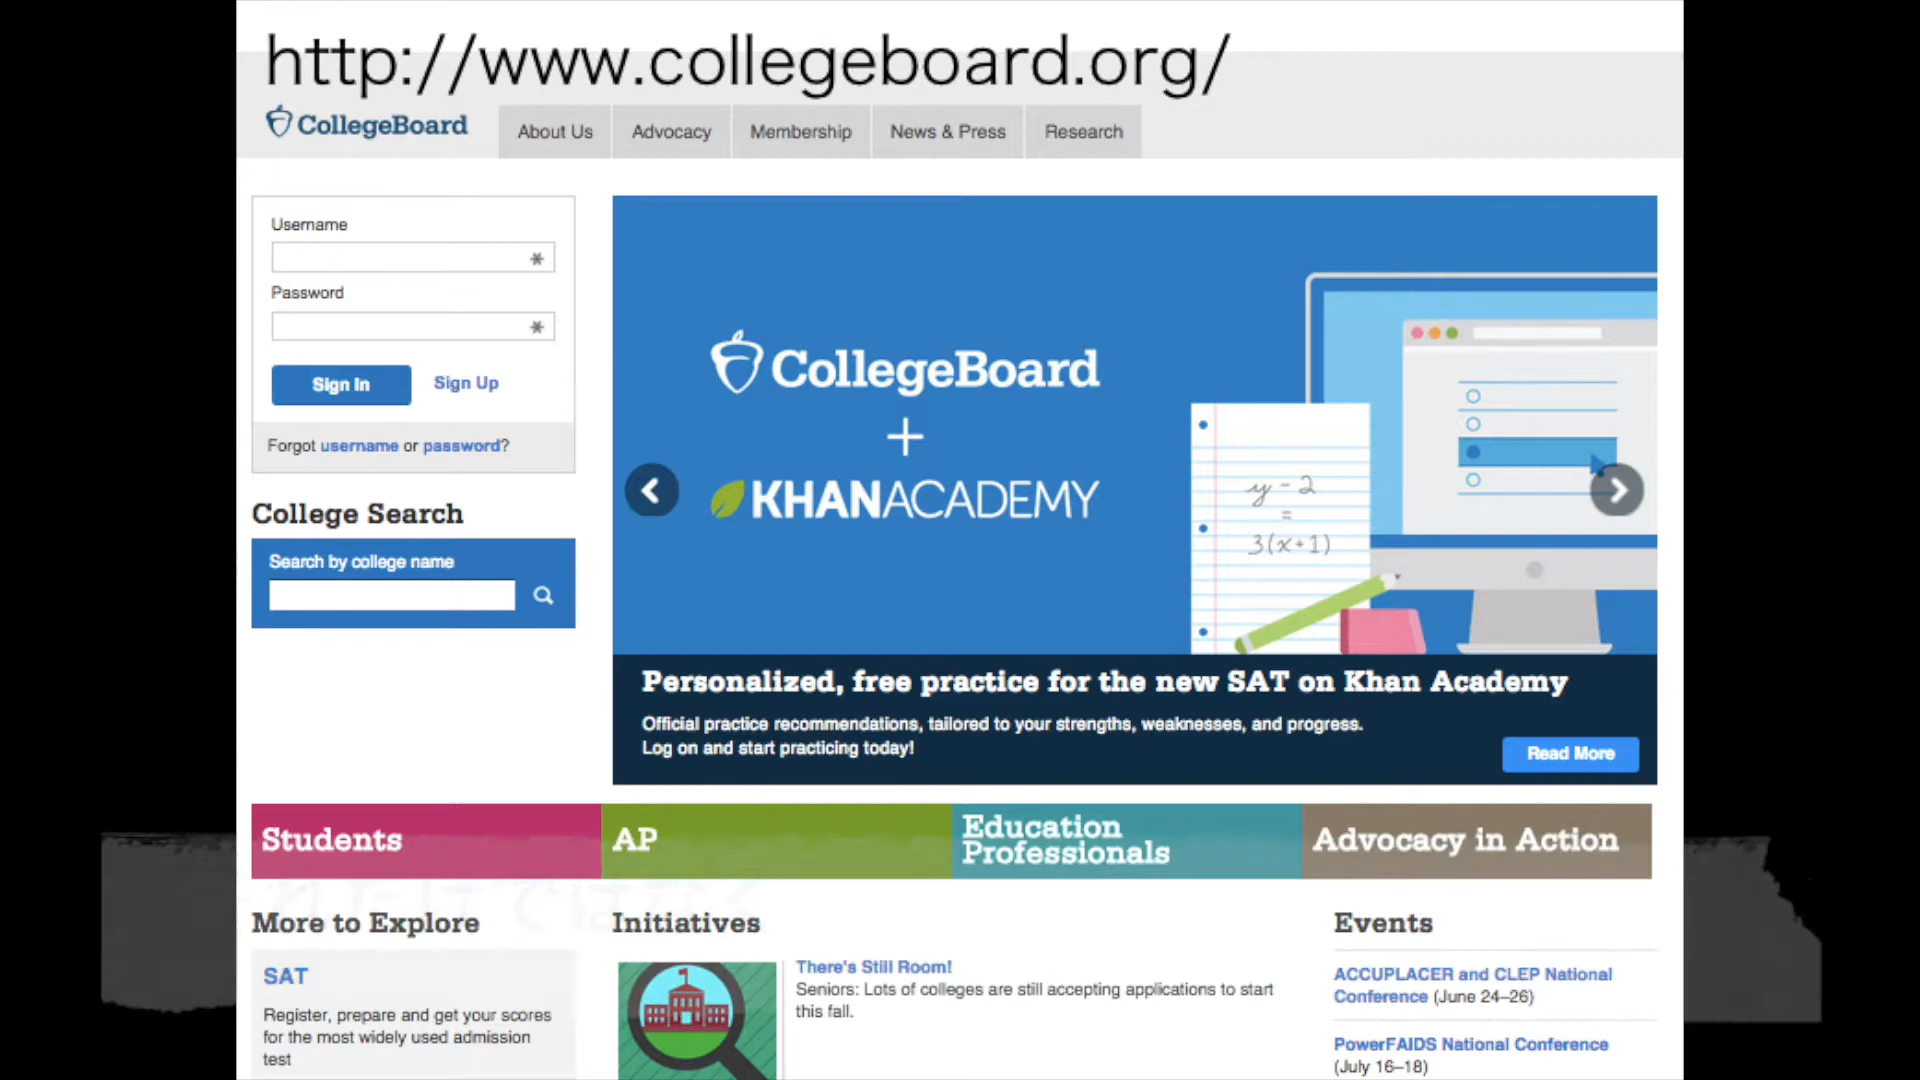 http://www.collegeboard.org/
CollegeBoard
About Us
Advocacy
Membership
News & Press
Research
Username
Password
Sign In
Sign Up
Forgot username or password?
College Search
Search by college name
CollegeBoard
+
KHANACADEMY
y - 2
=
3(x+1)
Personalized, free practice for the new SAT on Khan Academy
Official practice recommendations, tailored to your strengths, weaknesses, and progress.
Log on and start practicing today!
Read More
Students
AP
Education
Professionals
Advocacy in Action
More to Explore
SAT
Register, prepare and get your scores
for the most widely used admission
test
Initiatives
There's Still Room!
Seniors: Lots of colleges are still accepting applications to start
this fall.
Events
ACCUPLACER and CLEP National
Conference (June 24–26)
PowerFAIDS National Conference
(July 16–18)